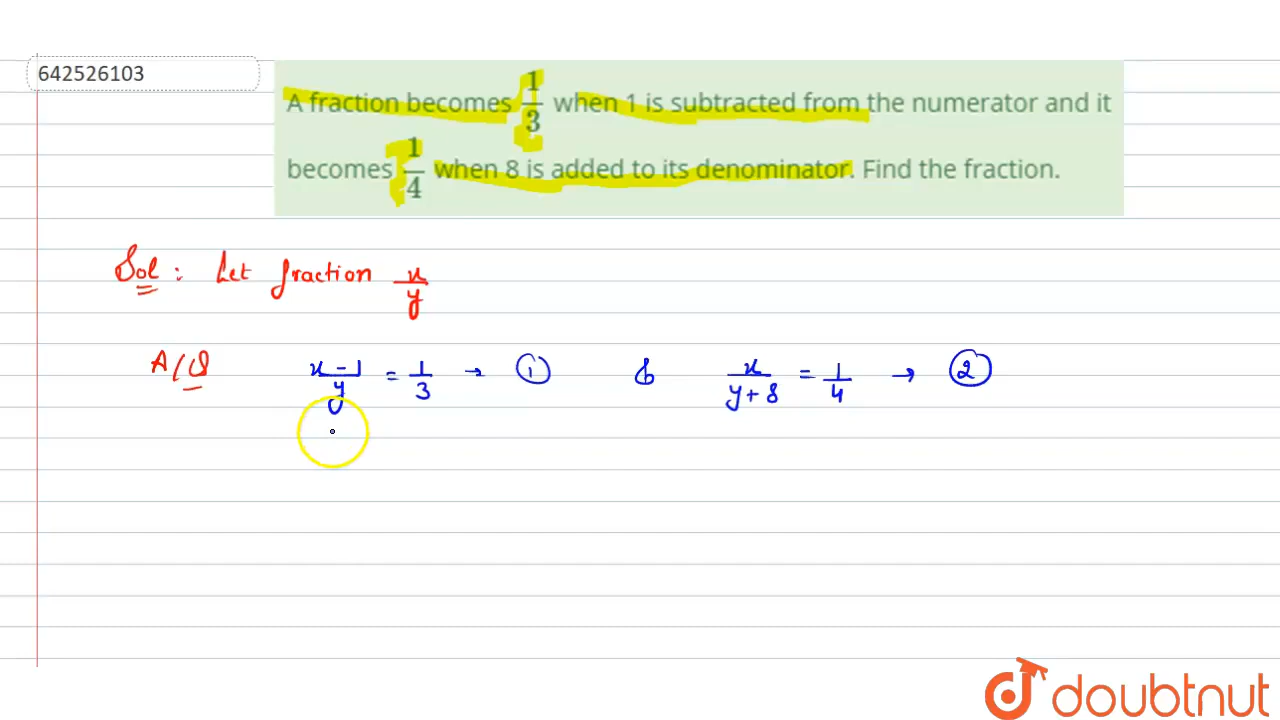 642526103
A fraction becomes 1/3 when 1 is subtracted from the numerator and it
becomes 1/4 when 8 is added to its denominator. Find the fraction.
Sol : Let fraction x/y
A/Q (x-1)/y = 1/3 → ① & x/(y+8) = 1/4 → ②
doubtnut